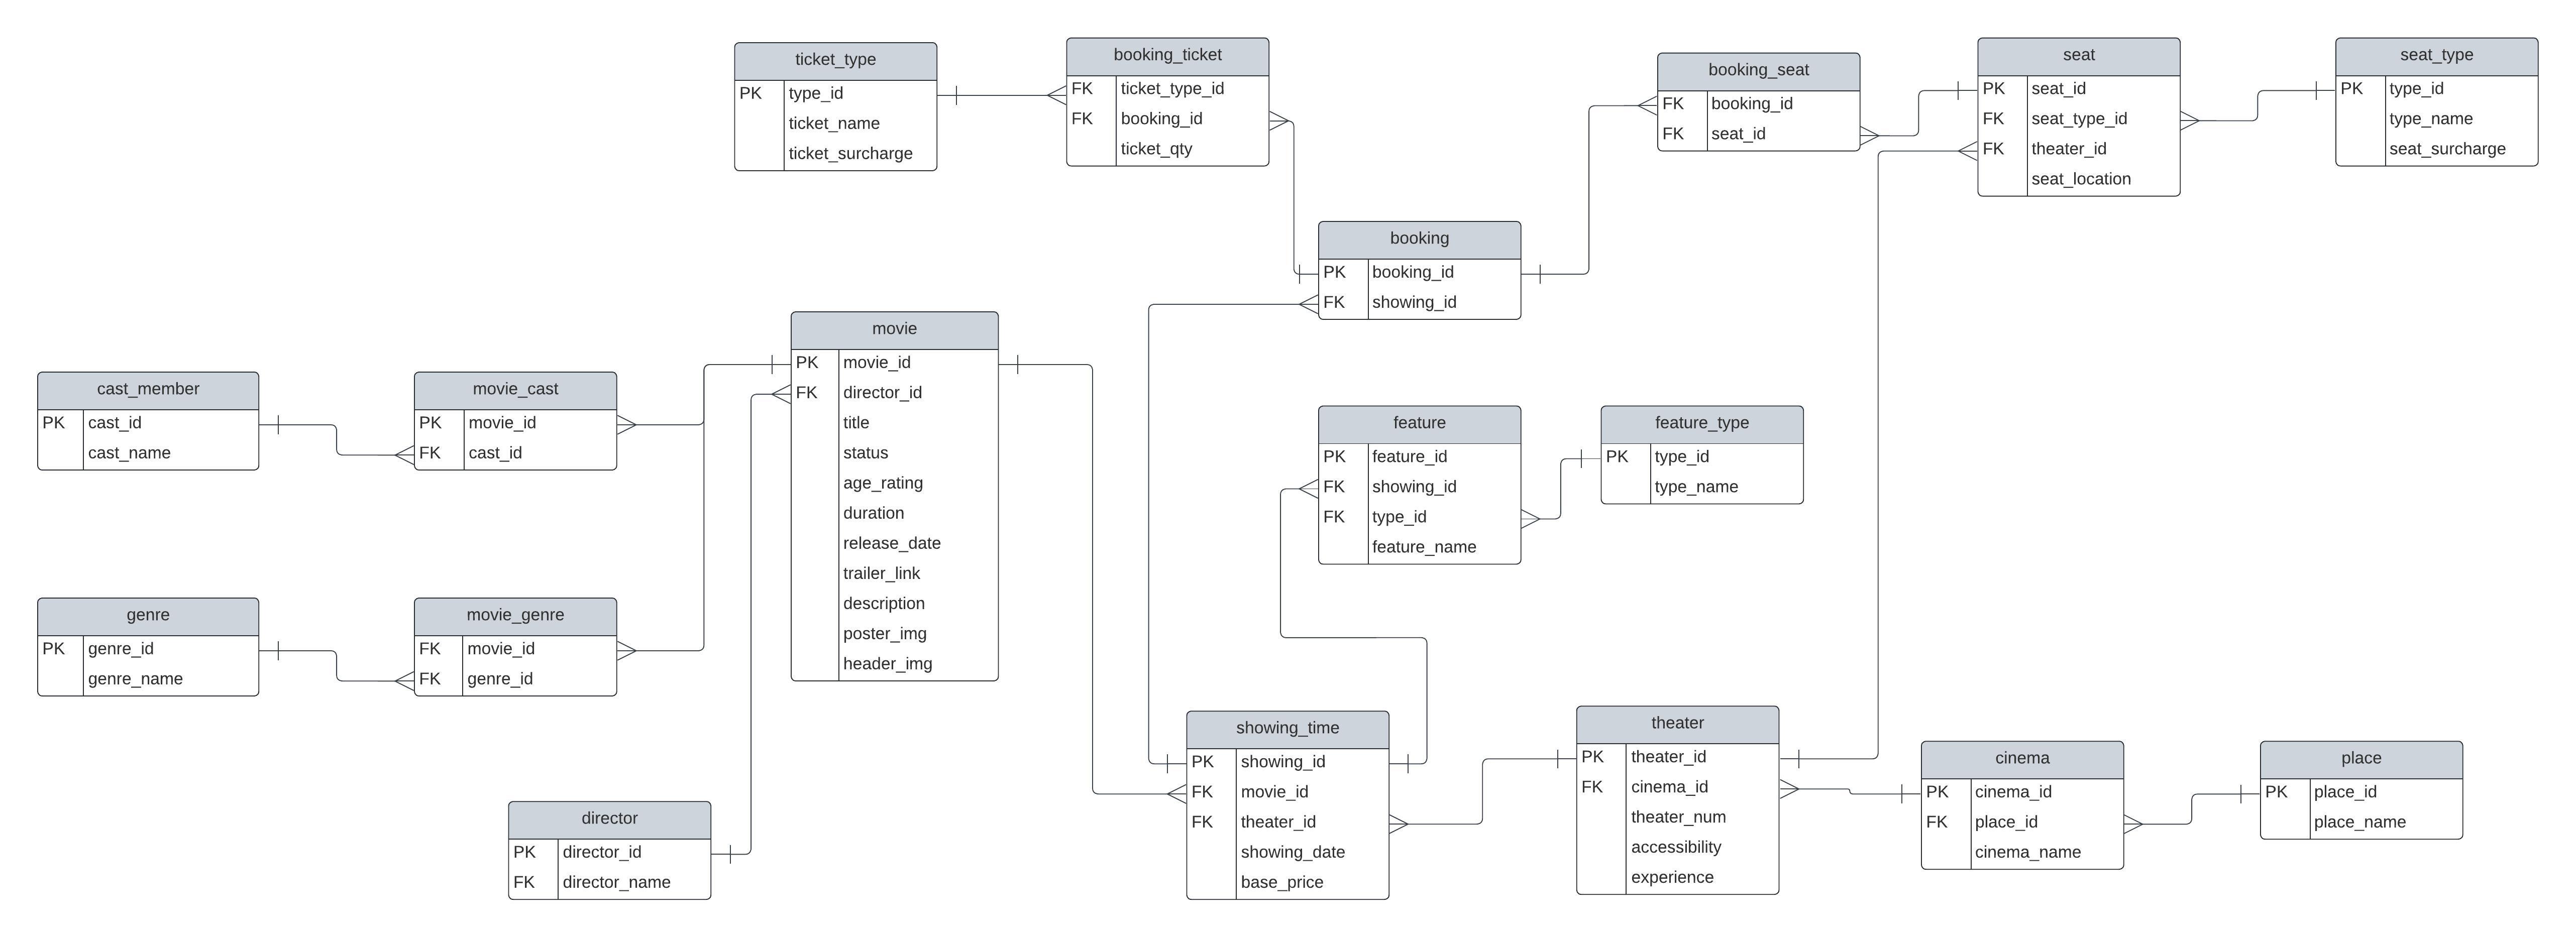 ticket_type
PK type_id
ticket_name
ticket_surcharge
booking_ticket
FK ticket_type_id
FK booking_id
ticket_qty
booking_seat
FK booking_id
FK seat_id
seat
PK seat_id
FK seat_type_id
FK theater_id
seat_location
seat_type
PK type_id
type_name
seat_surcharge
booking
PK booking_id
FK showing_id
movie
PK movie_id
FK director_id
title
status
age_rating
duration
release_date
trailer_link
description
poster_img
header_img
cast_member
PK cast_id
cast_name
movie_cast
PK movie_id
FK cast_id
feature
PK feature_id
FK showing_id
FK type_id
feature_name
feature_type
PK type_id
type_name
genre
PK genre_id
genre_name
movie_genre
FK movie_id
FK genre_id
director
PK director_id
FK director_name
showing_time
PK showing_id
FK movie_id
FK theater_id
showing_date
base_price
theater
PK theater_id
FK cinema_id
theater_num
accessibility
experience
cinema
PK cinema_id
FK place_id
cinema_name
place
PK place_id
place_name